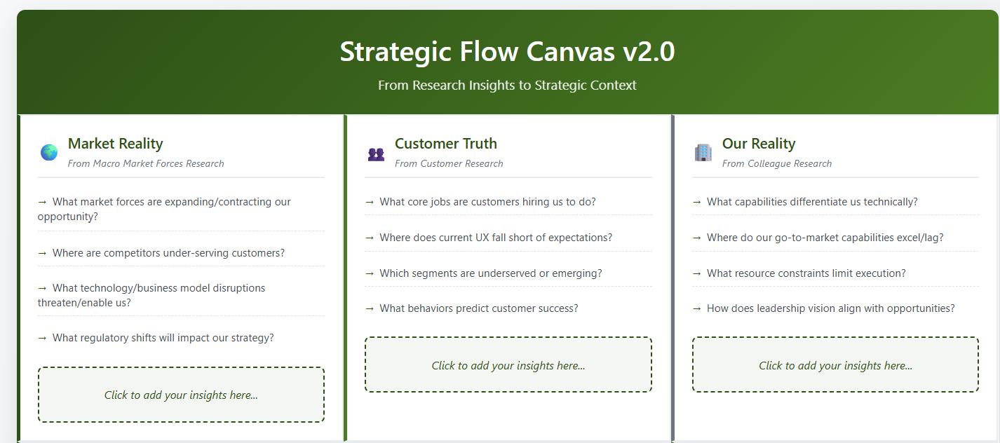 Strategic Flow Canvas v2.0
From Research Insights to Strategic Context
Market Reality
From Macro Market Forces Research
→ What market forces are expanding/contracting our
opportunity?
→ Where are competitors under-serving customers?
→ What technology/business model disruptions
threaten/enable us?
→ What regulatory shifts will impact our strategy?
Click to add your insights here...
Customer Truth
From Customer Research
→ What core jobs are customers hiring us to do?
→ Where does current UX fall short of expectations?
→ Which segments are underserved or emerging?
→ What behaviors predict customer success?
Click to add your insights here...
Our Reality
From Colleague Research
→ What capabilities differentiate us technically?
→ Where do our go-to-market capabilities excel/lag?
→ What resource constraints limit execution?
→ How does leadership vision align with opportunities?
Click to add your insights here...